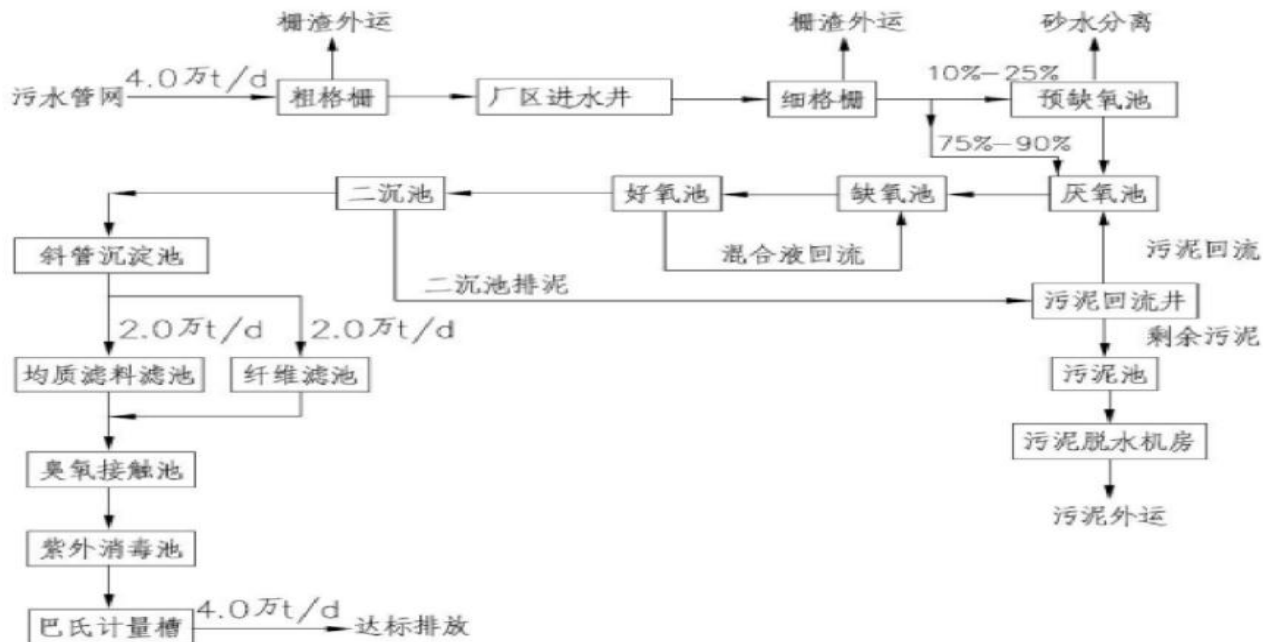 栅渣外运
栅渣外运
砂水分离
污水管网
4.0万t/d
粗格栅
厂区进水井
细格栅
10%-25%
预缺氧池
75%-90%
二沉池
好氧池
缺氧池
厌氧池
斜管沉淀池
混合液回流
污泥回流
二沉池排泥
污泥回流井
2.0万t/d
2.0万t/d
剩余污泥
均质滤料滤池
纤维滤池
污泥池
臭氧接触池
污泥脱水机房
污泥外运
紫外消毒池
巴氏计量槽
4.0万t/d
达标排放